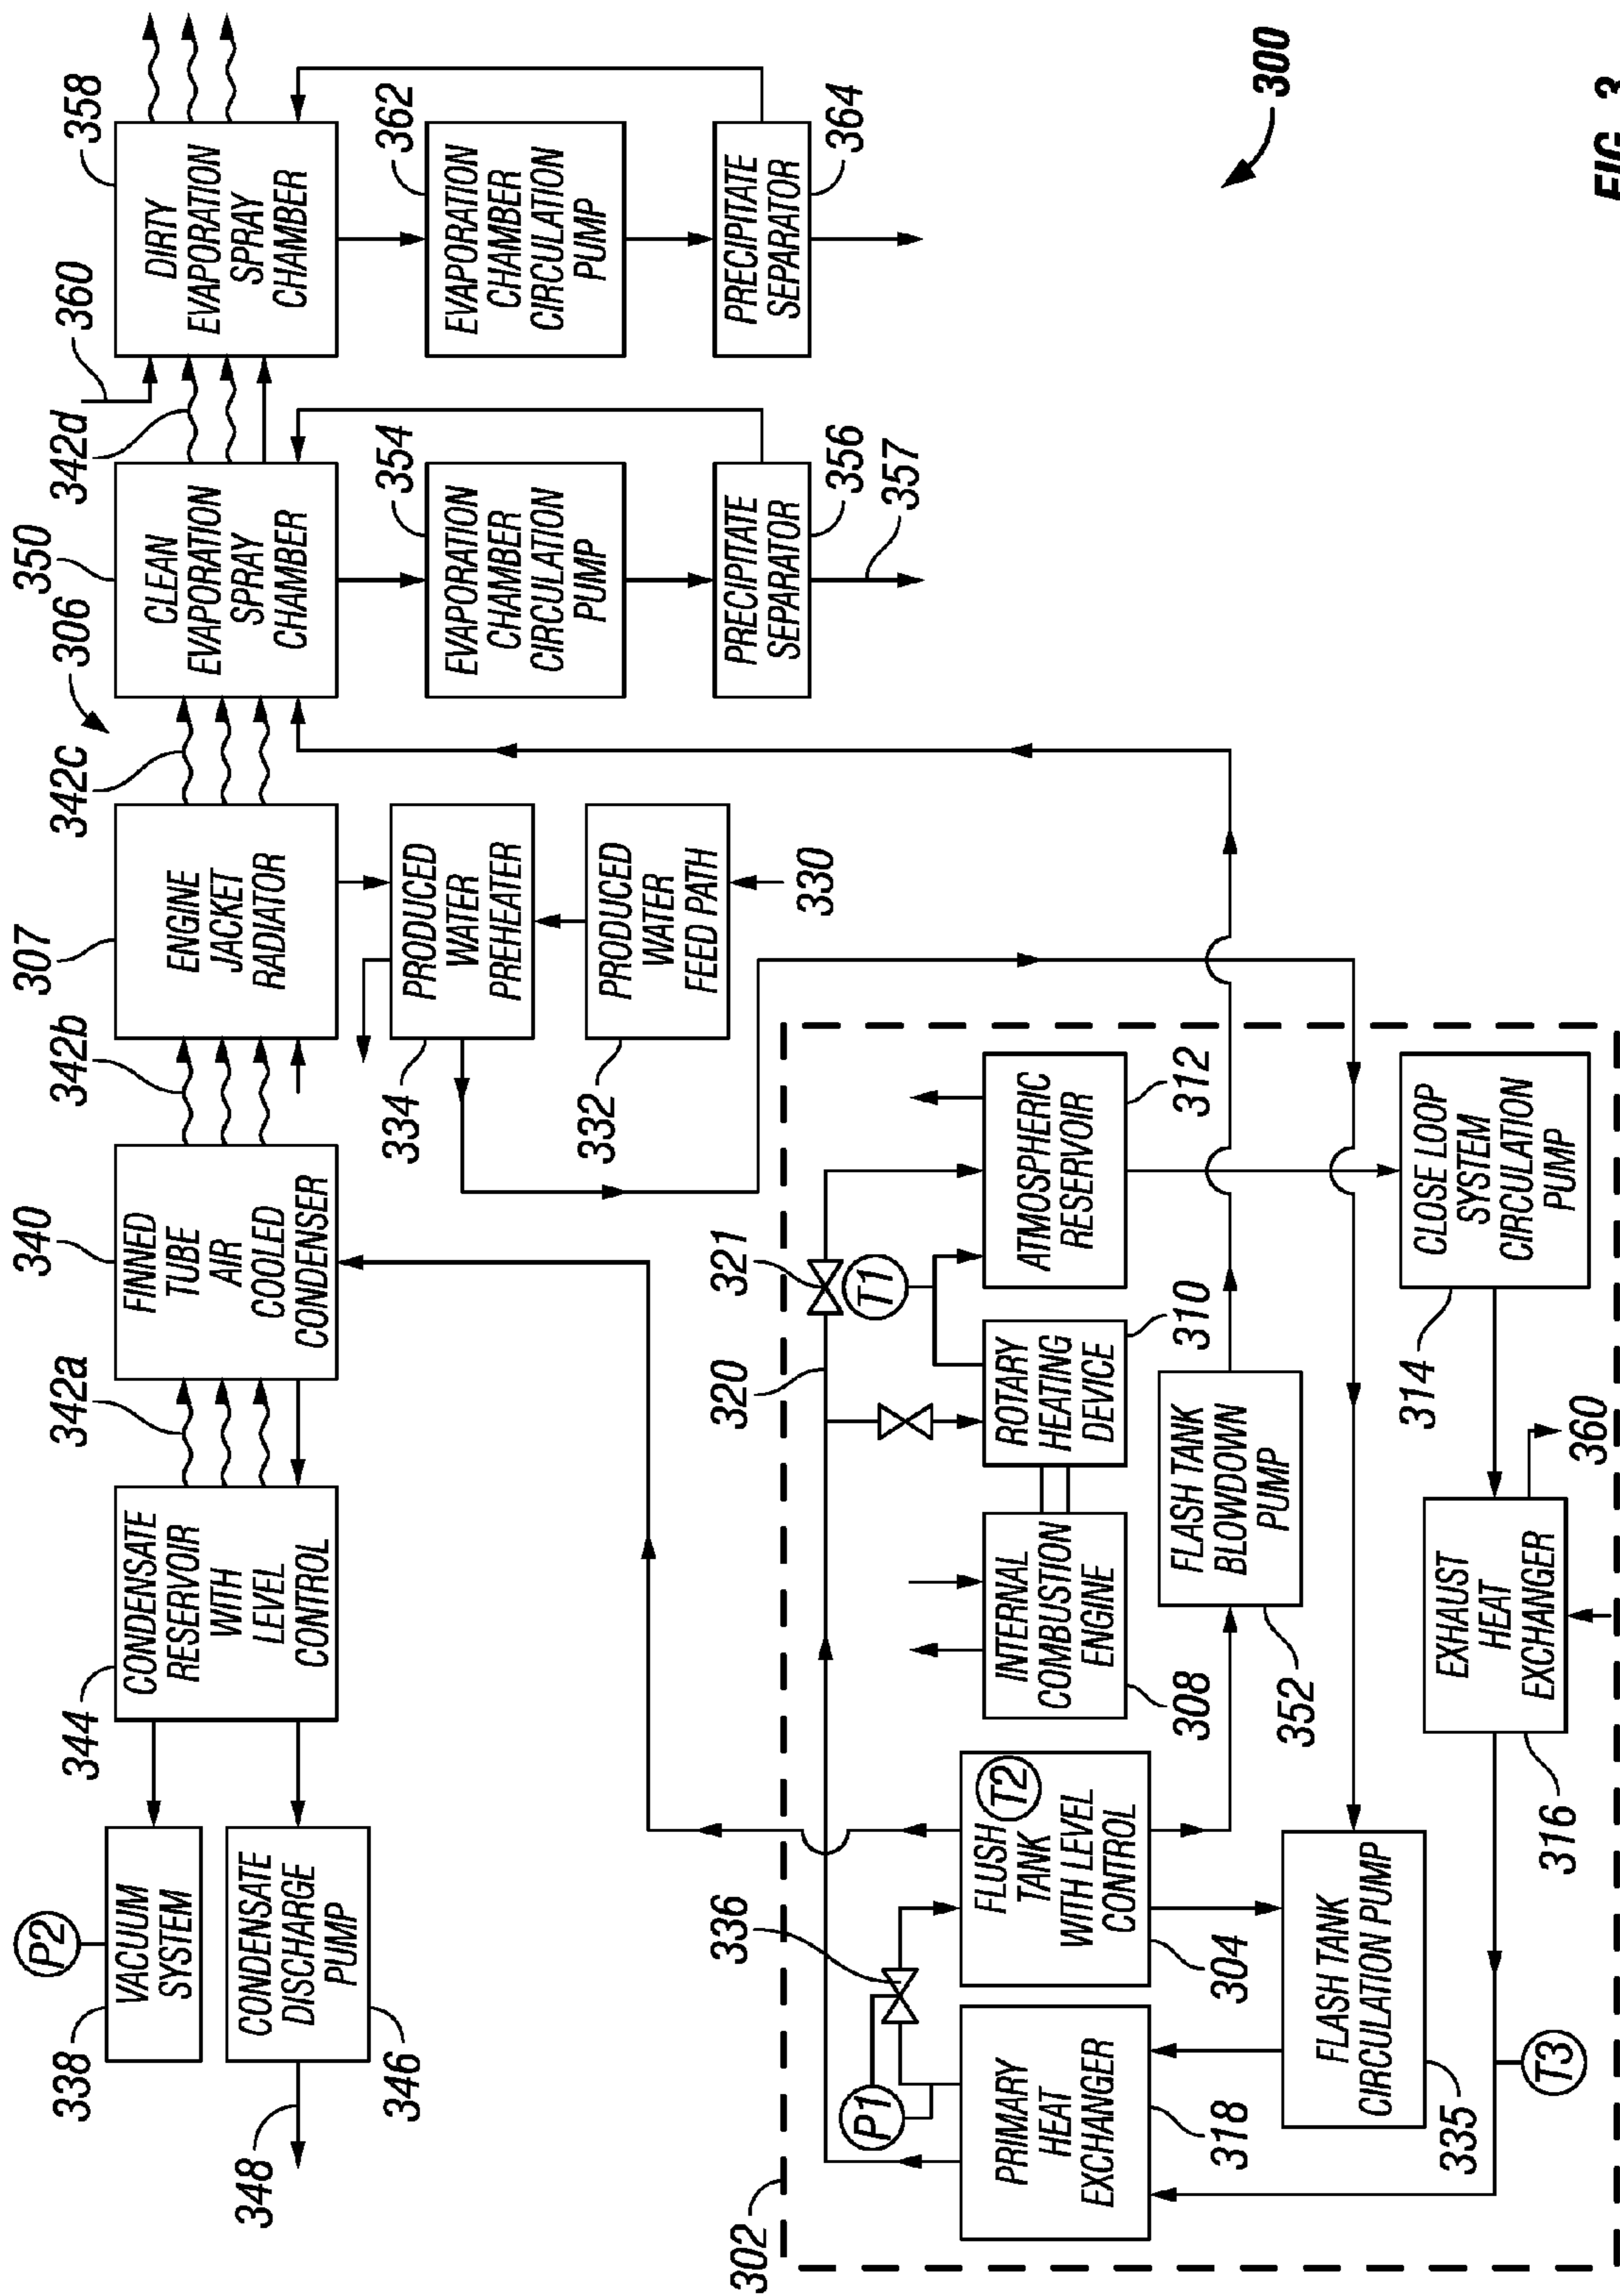 300
FIG. 3
P2
338
VACUUM
SYSTEM
344
CONDENSATE
RESERVOIR
WITH
LEVEL
CONTROL
342a
340
FINNED
TUBE
AIR
COOLED
CONDENSER
342b
307
ENGINE
JACKET
RADIATOR
342c
306
350
CLEAN
EVAPORATION
SPRAY
CHAMBER
342d
360
358
DIRTY
EVAPORATION
SPRAY
CHAMBER
CONDENSATE
DISCHARGE
PUMP
346
348
334
PRODUCED
WATER
PREHEATER
332
PRODUCED
WATER
FEED PATH
330
354
EVAPORATION
CHAMBER
CIRCULATION
PUMP
PRECIPITATE
SEPARATOR
356
357
362
EVAPORATION
CHAMBER
CIRCULATION
PUMP
PRECIPITATE
SEPARATOR
364
302
P1
336
320
321
T1
PRIMARY
HEAT
EXCHANGER
318
FLUSH
TANK
T2
WITH LEVEL
CONTROL
304
INTERNAL
COMBUSTION
ENGINE
308
ROTARY
HEATING
DEVICE
310
ATMOSPHERIC
RESERVOIR
312
352
FLASH TANK
BLOWDOWN
PUMP
335
FLASH TANK
CIRCULATION PUMP
T3
316
EXHAUST
HEAT
EXCHANGER
360
314
CLOSE LOOP
SYSTEM
CIRCULATION
PUMP